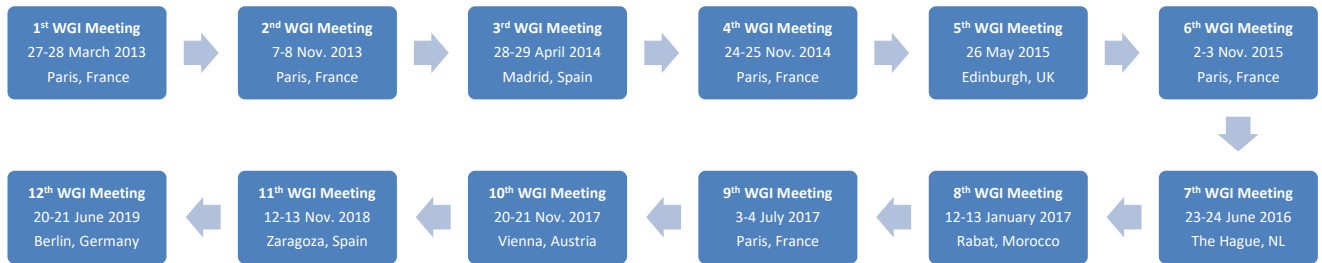 1st WGI Meeting
27-28 March 2013
Paris, France
2nd WGI Meeting
7-8 Nov. 2013
Paris, France
3rd WGI Meeting
28-29 April 2014
Madrid, Spain
4th WGI Meeting
24-25 Nov. 2014
Paris, France
5th WGI Meeting
26 May 2015
Edinburgh, UK
6th WGI Meeting
2-3 Nov. 2015
Paris, France
7th WGI Meeting
23-24 June 2016
The Hague, NL
8th WGI Meeting
12-13 January 2017
Rabat, Morocco
9th WGI Meeting
3-4 July 2017
Paris, France
10th WGI Meeting
20-21 Nov. 2017
Vienna, Austria
11th WGI Meeting
12-13 Nov. 2018
Zaragoza, Spain
12th WGI Meeting
20-21 June 2019
Berlin, Germany